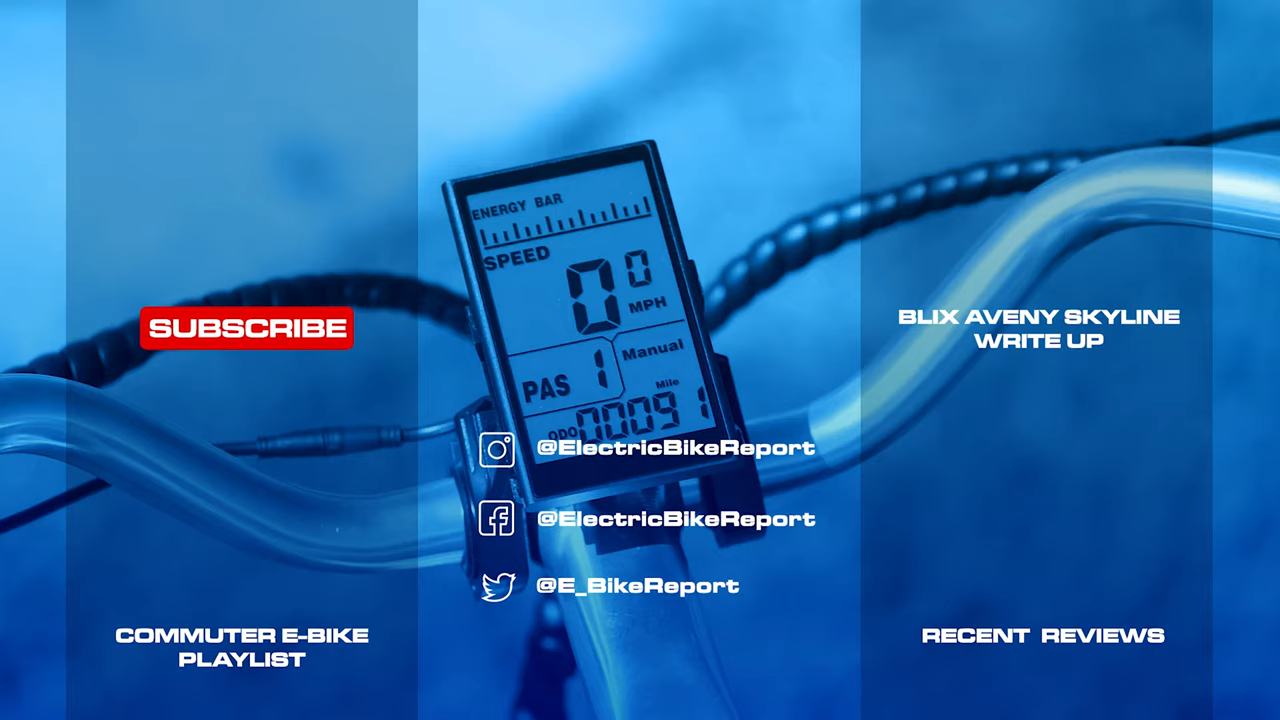 ENERGY BAR
SPEED
0 0
MPH
PAS 1
Manual
Mile
ODO 00091
SUBSCRIBE
BLIX AVENY SKYLINE
WRITE UP
@ElectricBikeReport
@ElectricBikeReport
@E_BikeReport
COMMUTER E-BIKE
PLAYLIST
RECENT  REVIEWS